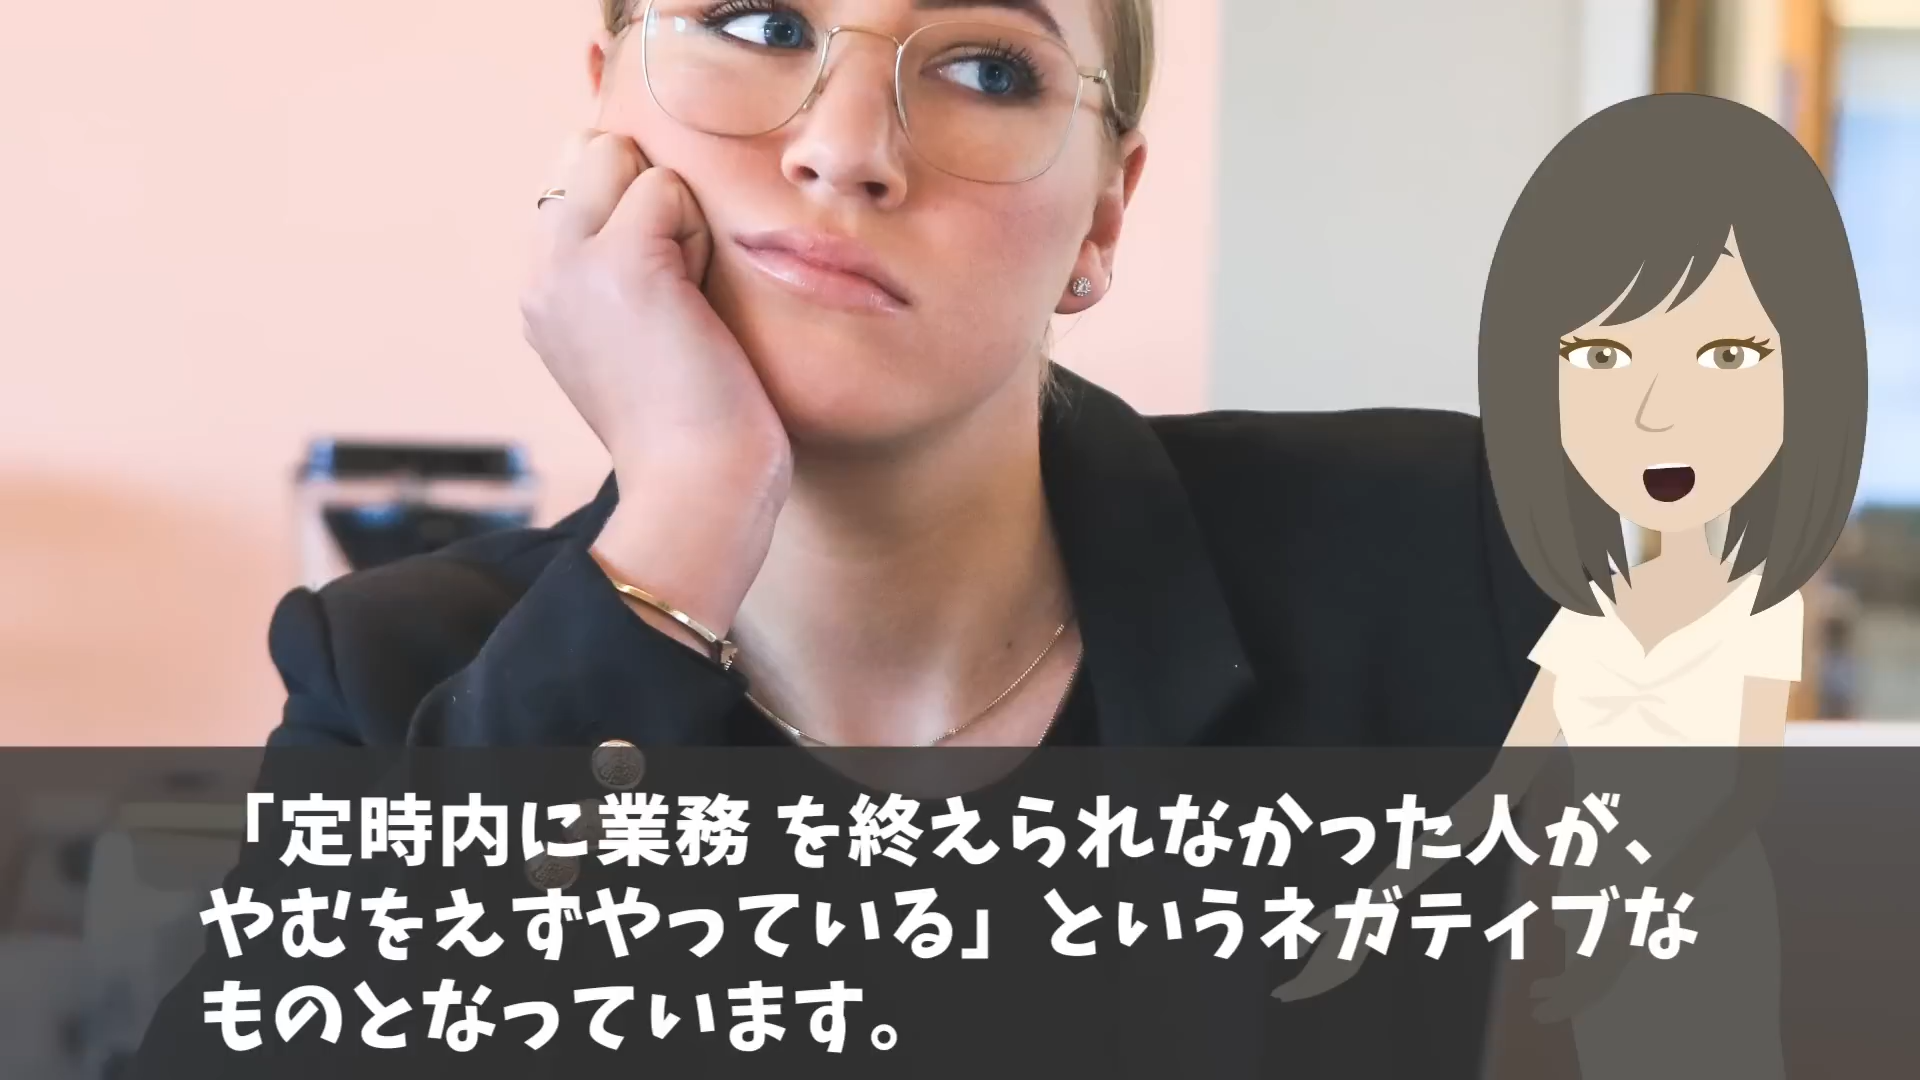 「定時内に業務 を終えられなかった人が、
やむをえずやっている」というネガティブな
ものとなっています。